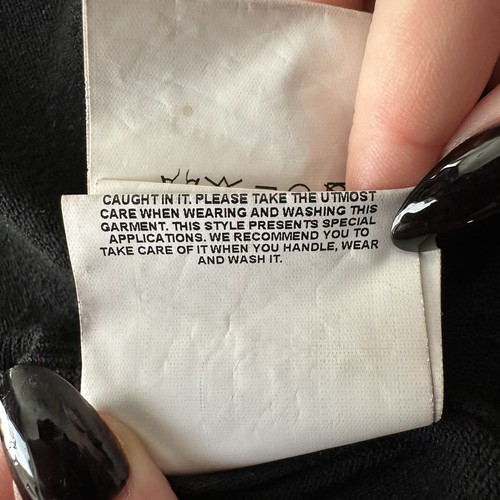 CAUGHT IN IT. PLEASE TAKE THE UTMOST
CARE WHEN WEARING AND WASHING THIS
GARMENT. THIS STYLE PRESENTS SPECIAL
APPLICATIONS. WE RECOMMEND YOU TO
TAKE CARE OF IT WHEN YOU HANDLE, WEAR
AND WASH IT.